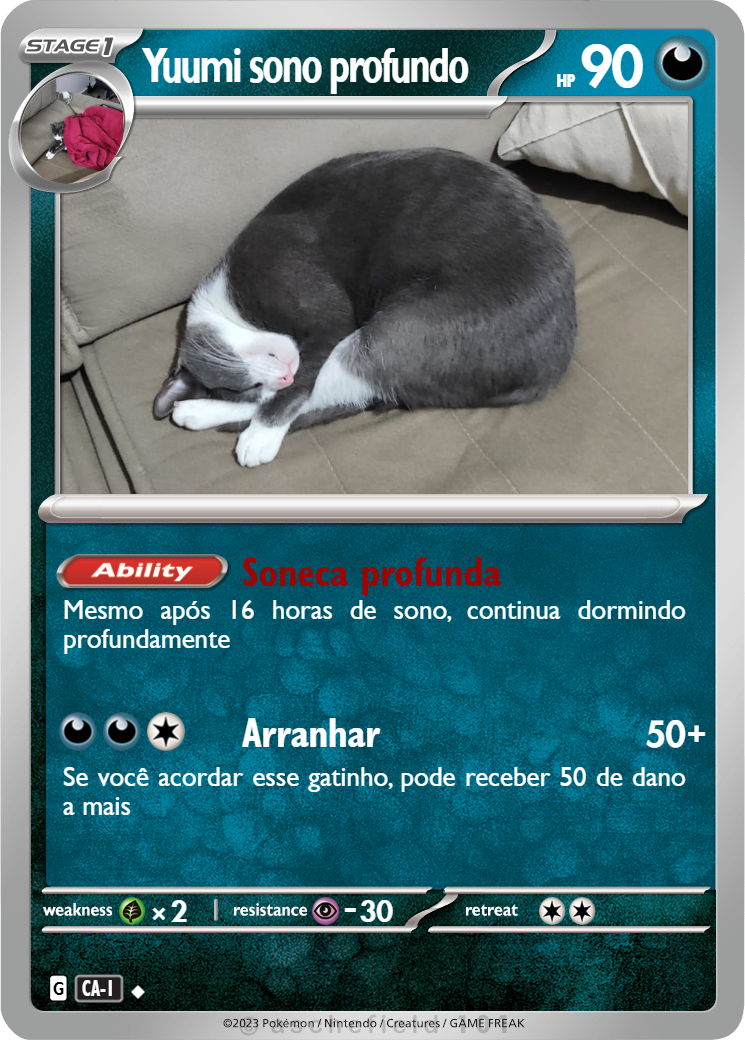 STAGE1
Yuumi sono profundo
HP 90
Ability Soneca profunda
Mesmo após 16 horas de sono, continua dormindo
profundamente
Arranhar 50+
Se você acordar esse gatinho, pode receber 50 de dano
a mais
weakness ×2 | resistance -30 retreat
G CA-1
©2023 Pokémon / Nintendo / Creatures / GAME FREAK